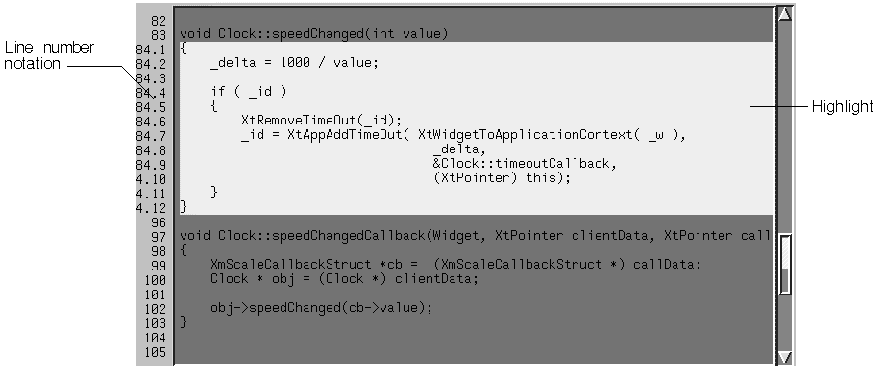 82
83 void Clock::speedChanged(int value)
84.1 {
84.2 _delta = 1000 / value;
84.3
84.4 if ( _id )
84.5 {
84.6 XtRemoveTimeOut(_id);
84.7 _id = XtAppAddTimeOut( XtWidgetToApplicationContext( _w ),
84.8 _delta,
84.9 &Clock::timeoutCallback,
4.10 (XtPointer) this);
4.11 }
4.12 }
96
97 void Clock::speedChangedCallback(Widget, XtPointer clientData, XtPointer call
98 {
99 XmScaleCallbackStruct *cb = (XmScaleCallbackStruct *) callData;
100 Clock * obj = (Clock *) clientData;
101
102 obj->speedChanged(cb->value);
103 }
104
105
Line number
notation
Highlight